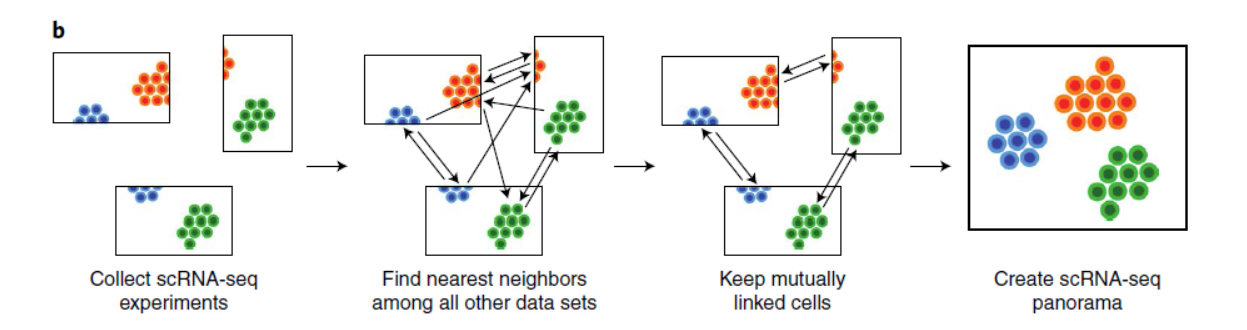 b
Collect scRNA-seq
experiments
Find nearest neighbors
among all other data sets
Keep mutually
linked cells
Create scRNA-seq
panorama